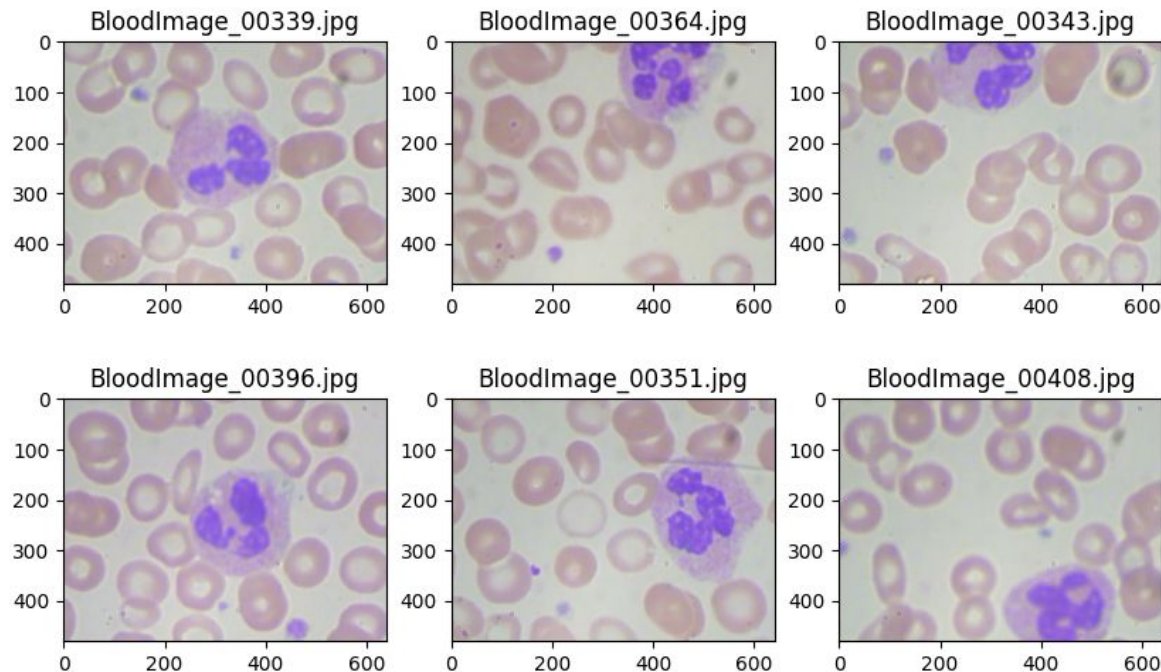 BloodImage_00339.jpg BloodImage_00364.jpg BloodImage_00343.jpg
0 0 0
100 100 100
200 200 200
300 300 300
400 400 400
0 200 400 600 0 200 400 600 0 200 400 600
BloodImage_00396.jpg BloodImage_00351.jpg BloodImage_00408.jpg
0 0 0
100 100 100
200 200 200
300 300 300
400 400 400
0 200 400 600 0 200 400 600 0 200 400 600